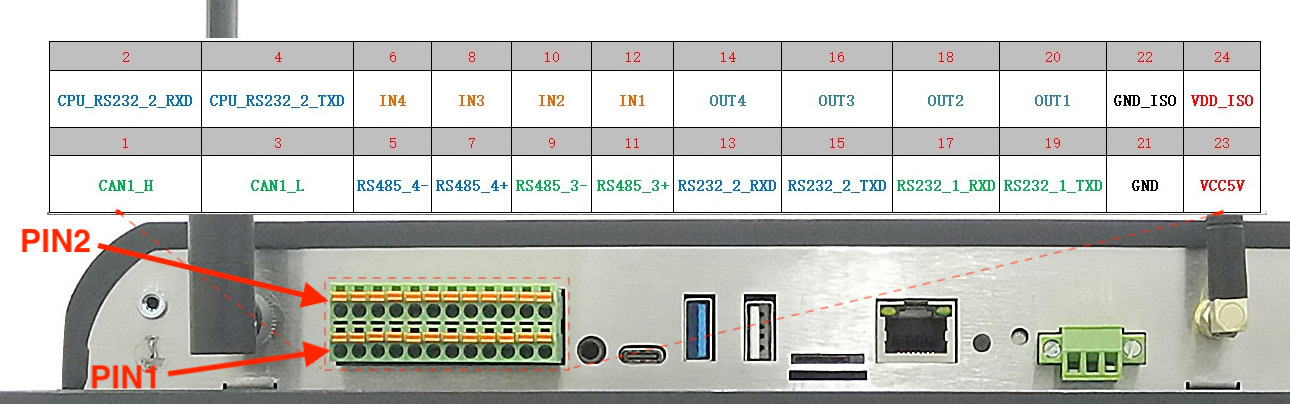 2 4 6 8 10 12 14 16 18 20 22 24
CPU_RS232_2_RXD CPU_RS232_2_TXD IN4 IN3 IN2 IN1 OUT4 OUT3 OUT2 OUT1 GND_ISO VDD_ISO
1 3 5 7 9 11 13 15 17 19 21 23
CAN1_H CAN1_L RS485_4- RS485_4+ RS485_3- RS485_3+ RS232_2_RXD RS232_2_TXD RS232_1_RXD RS232_1_TXD GND VCC5V
PIN2
PIN1